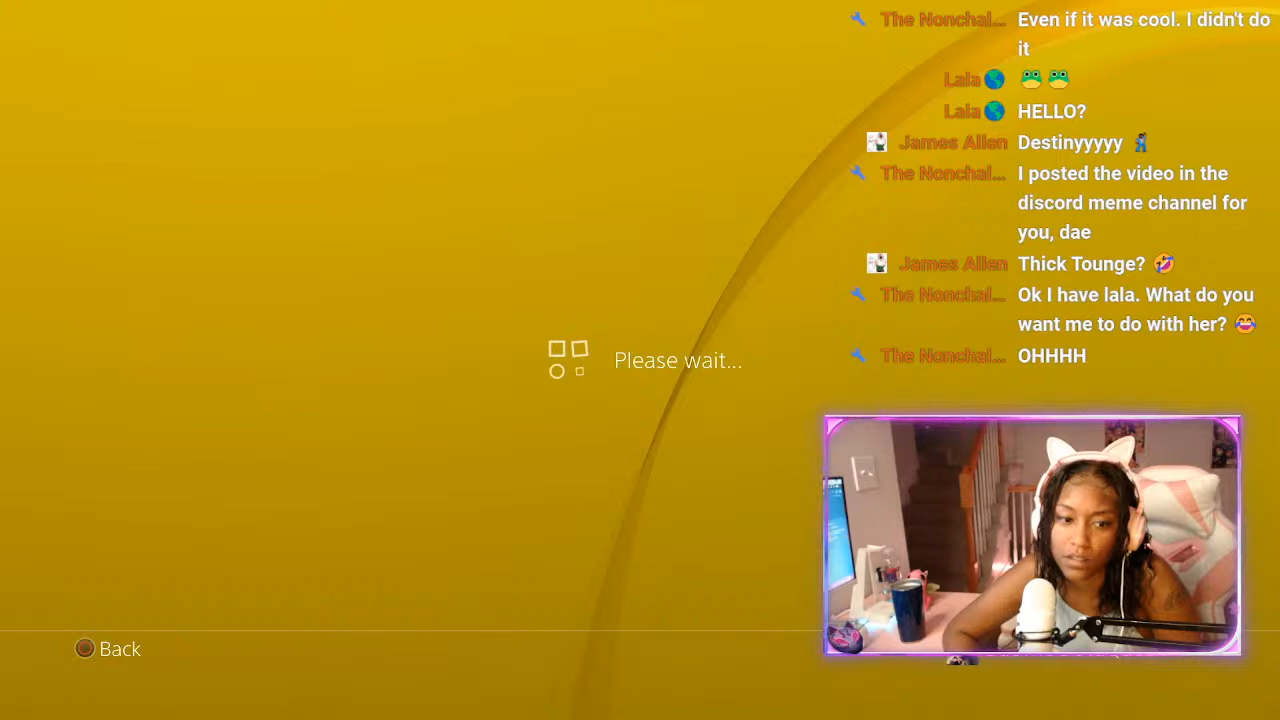 The Nonchal... Even if it was cool. I didn't do
it
Lala🌎 🐸🐸
Lala🌎 HELLO?
James Allen Destinyyyyy
The Nonchal... I posted the video in the
discord meme channel for
you, dae
James Allen Thick Tounge? 🤣
The Nonchal... Ok I have lala. What do you
want me to do with her? 😂
The Nonchal... OHHHH
Please wait...
Back